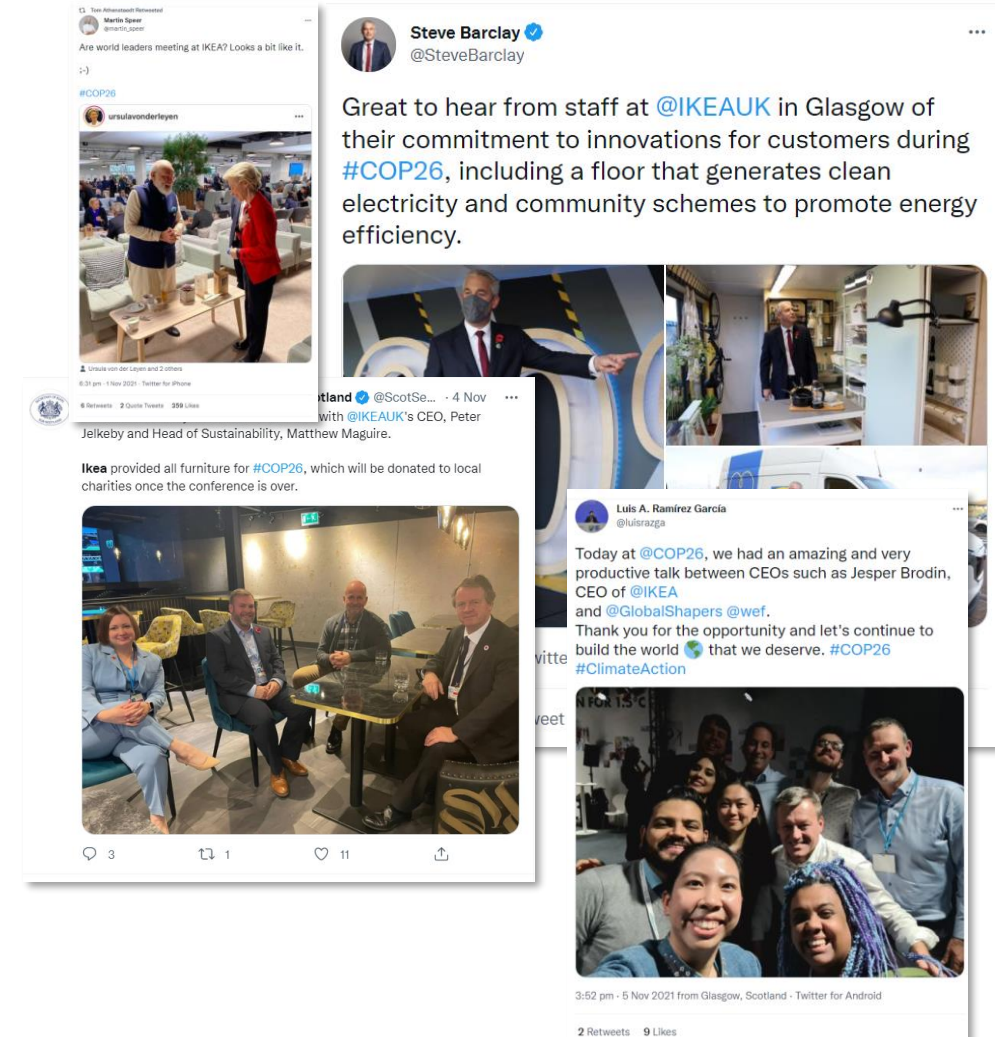 Tom Athenstaedt Retweeted
Martin Speer
@martin_speer
Are world leaders meeting at IKEA? Looks a bit like it.
;-)
#COP26
ursulavonderleyen
Ursula von der Leyen and 2 others
6:31 pm · 1 Nov 2021 · Twitter for iPhone
6 Retweets 2 Quote Tweets 359 Likes
Steve Barclay
@SteveBarclay
Great to hear from staff at @IKEAUK in Glasgow of
their commitment to innovations for customers during
#COP26, including a floor that generates clean
electricity and community schemes to promote energy
efficiency.
@ScotSe... · 4 Nov
with @IKEAUK's CEO, Peter
Jelkeby and Head of Sustainability, Matthew Maguire.
Ikea provided all furniture for #COP26, which will be donated to local
charities once the conference is over.
3 1 11
Luis A. Ramírez García
@luisrazga
Today at @COP26, we had an amazing and very
productive talk between CEOs such as Jesper Brodin,
CEO of @IKEA
and @GlobalShapers @wef.
Thank you for the opportunity and let's continue to
build the world 🌎 that we deserve. #COP26
#ClimateAction
N FOR 1.5°C
3:52 pm · 5 Nov 2021 from Glasgow, Scotland · Twitter for Android
2 Retweets 9 Likes